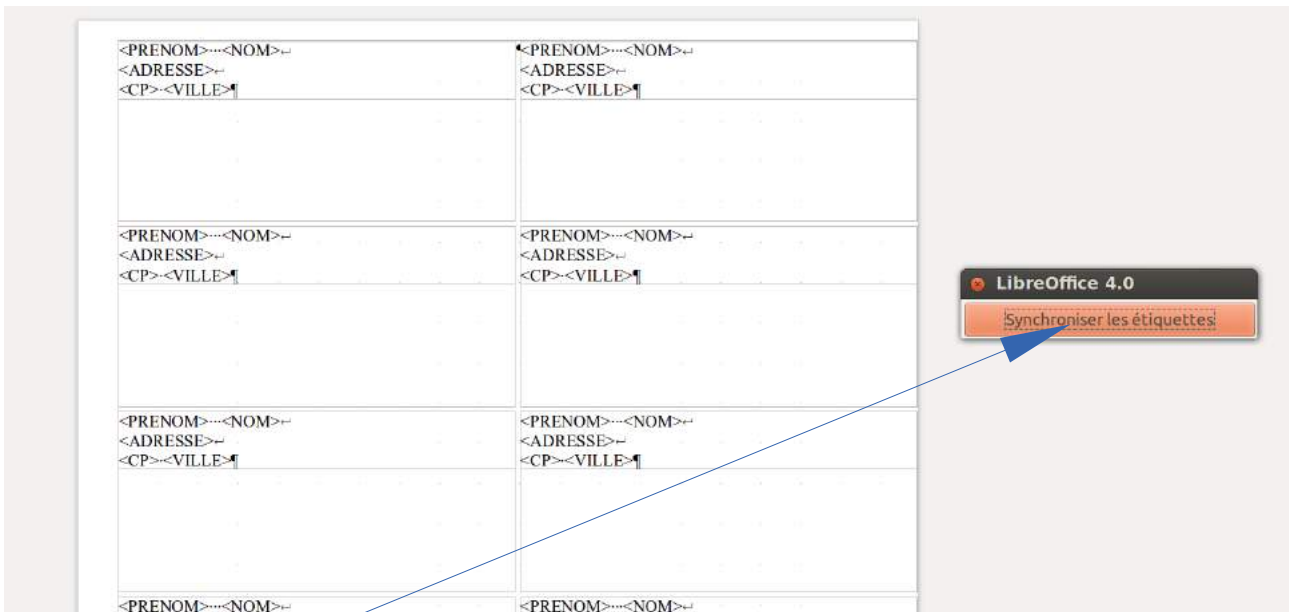 <PRENOM>···<NOM>↵
<ADRESSE>↵
<CP>·<VILLE>¶
<PRENOM>···<NOM>↵
<ADRESSE>↵
<CP>·<VILLE>¶
<PRENOM>···<NOM>↵
<ADRESSE>↵
<CP>·<VILLE>¶
<PRENOM>···<NOM>↵
<ADRESSE>↵
<CP>·<VILLE>¶
LibreOffice 4.0
Synchroniser les étiquettes
<PRENOM>···<NOM>↵
<ADRESSE>↵
<CP>·<VILLE>¶
<PRENOM>···<NOM>↵
<ADRESSE>↵
<CP>·<VILLE>¶
<PRENOM>···<NOM>↵
<PRENOM>···<NOM>↵